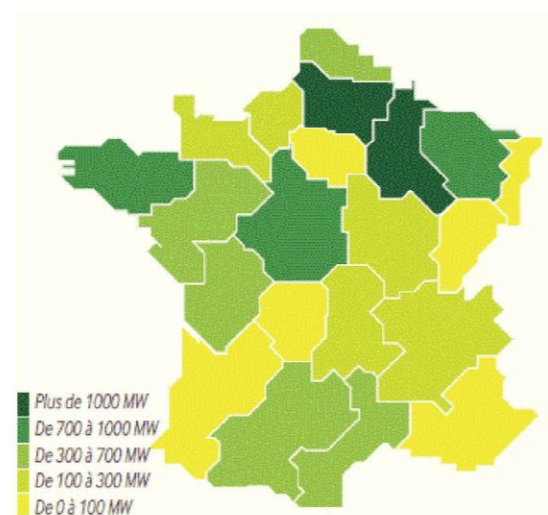 Plus de 1000 MW
De 700 à 1000 MW
De 300 à 700 MW
De 100 à 300 MW
De 0 à 100 MW